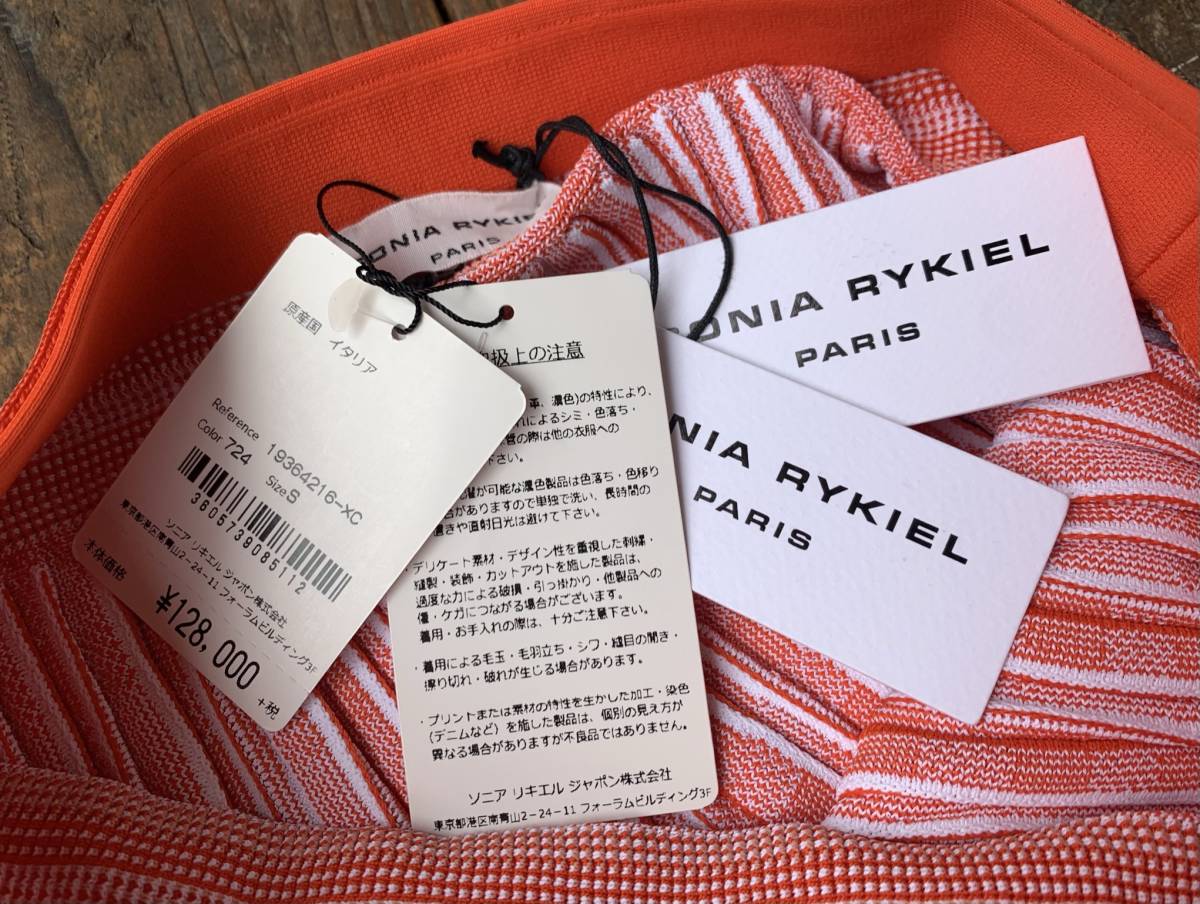 PARIS
原産国 イタリア
Reference 19364216-XC
Color 724 Size S
3605739085112
ソニア リキエル ジャポン株式会社
東京都港区南青山2-24-11 フォーラムビルディング3F
本体価格
¥128,000
+税
扱上の注意
革、濃色)の特性により、
によるシミ・色落ち・
の際は他の衣服への
下さい。
が可能な濃色製品は色落ち・色移り
がありますので単独で洗い、長時間の
置きや直射日光は避けて下さい。
・デリケート素材・デザイン性を重視した刺繍・
縫製・装飾・カットアウトを施した製品は、
過度な力による破損・引っ掛かり・他製品への
傷・ケガにつながる場合がございます。
着用・お手入れの際は、十分ご注意下さい。
・着用による毛玉・毛羽立ち・シワ・縫目の開き・
擦り切れ・破れが生じる場合があります。
・プリントまたは素材の特性を生かした加工・染色
(デニムなど)を施した製品は、個別の見え方が
異なる場合がありますが不良品ではありません。
ソニア リキエル ジャポン株式会社
東京都港区南青山2-24-11 フォーラムビルディング3F
ONIA RYKIEL
PARIS
NIA RYKIEL
PARIS